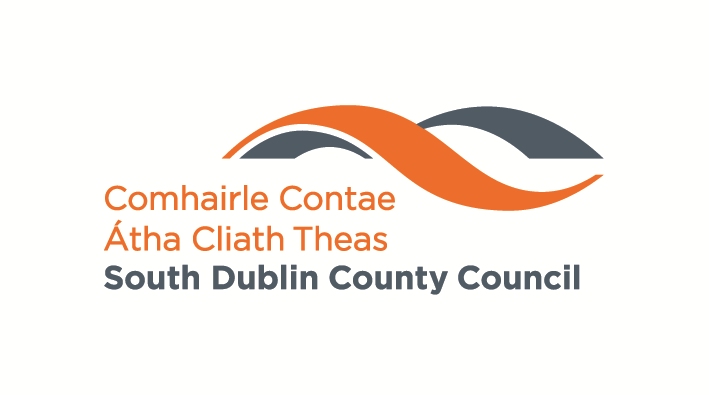 Comhairle Contae
Átha Cliath Theas
South Dublin County Council